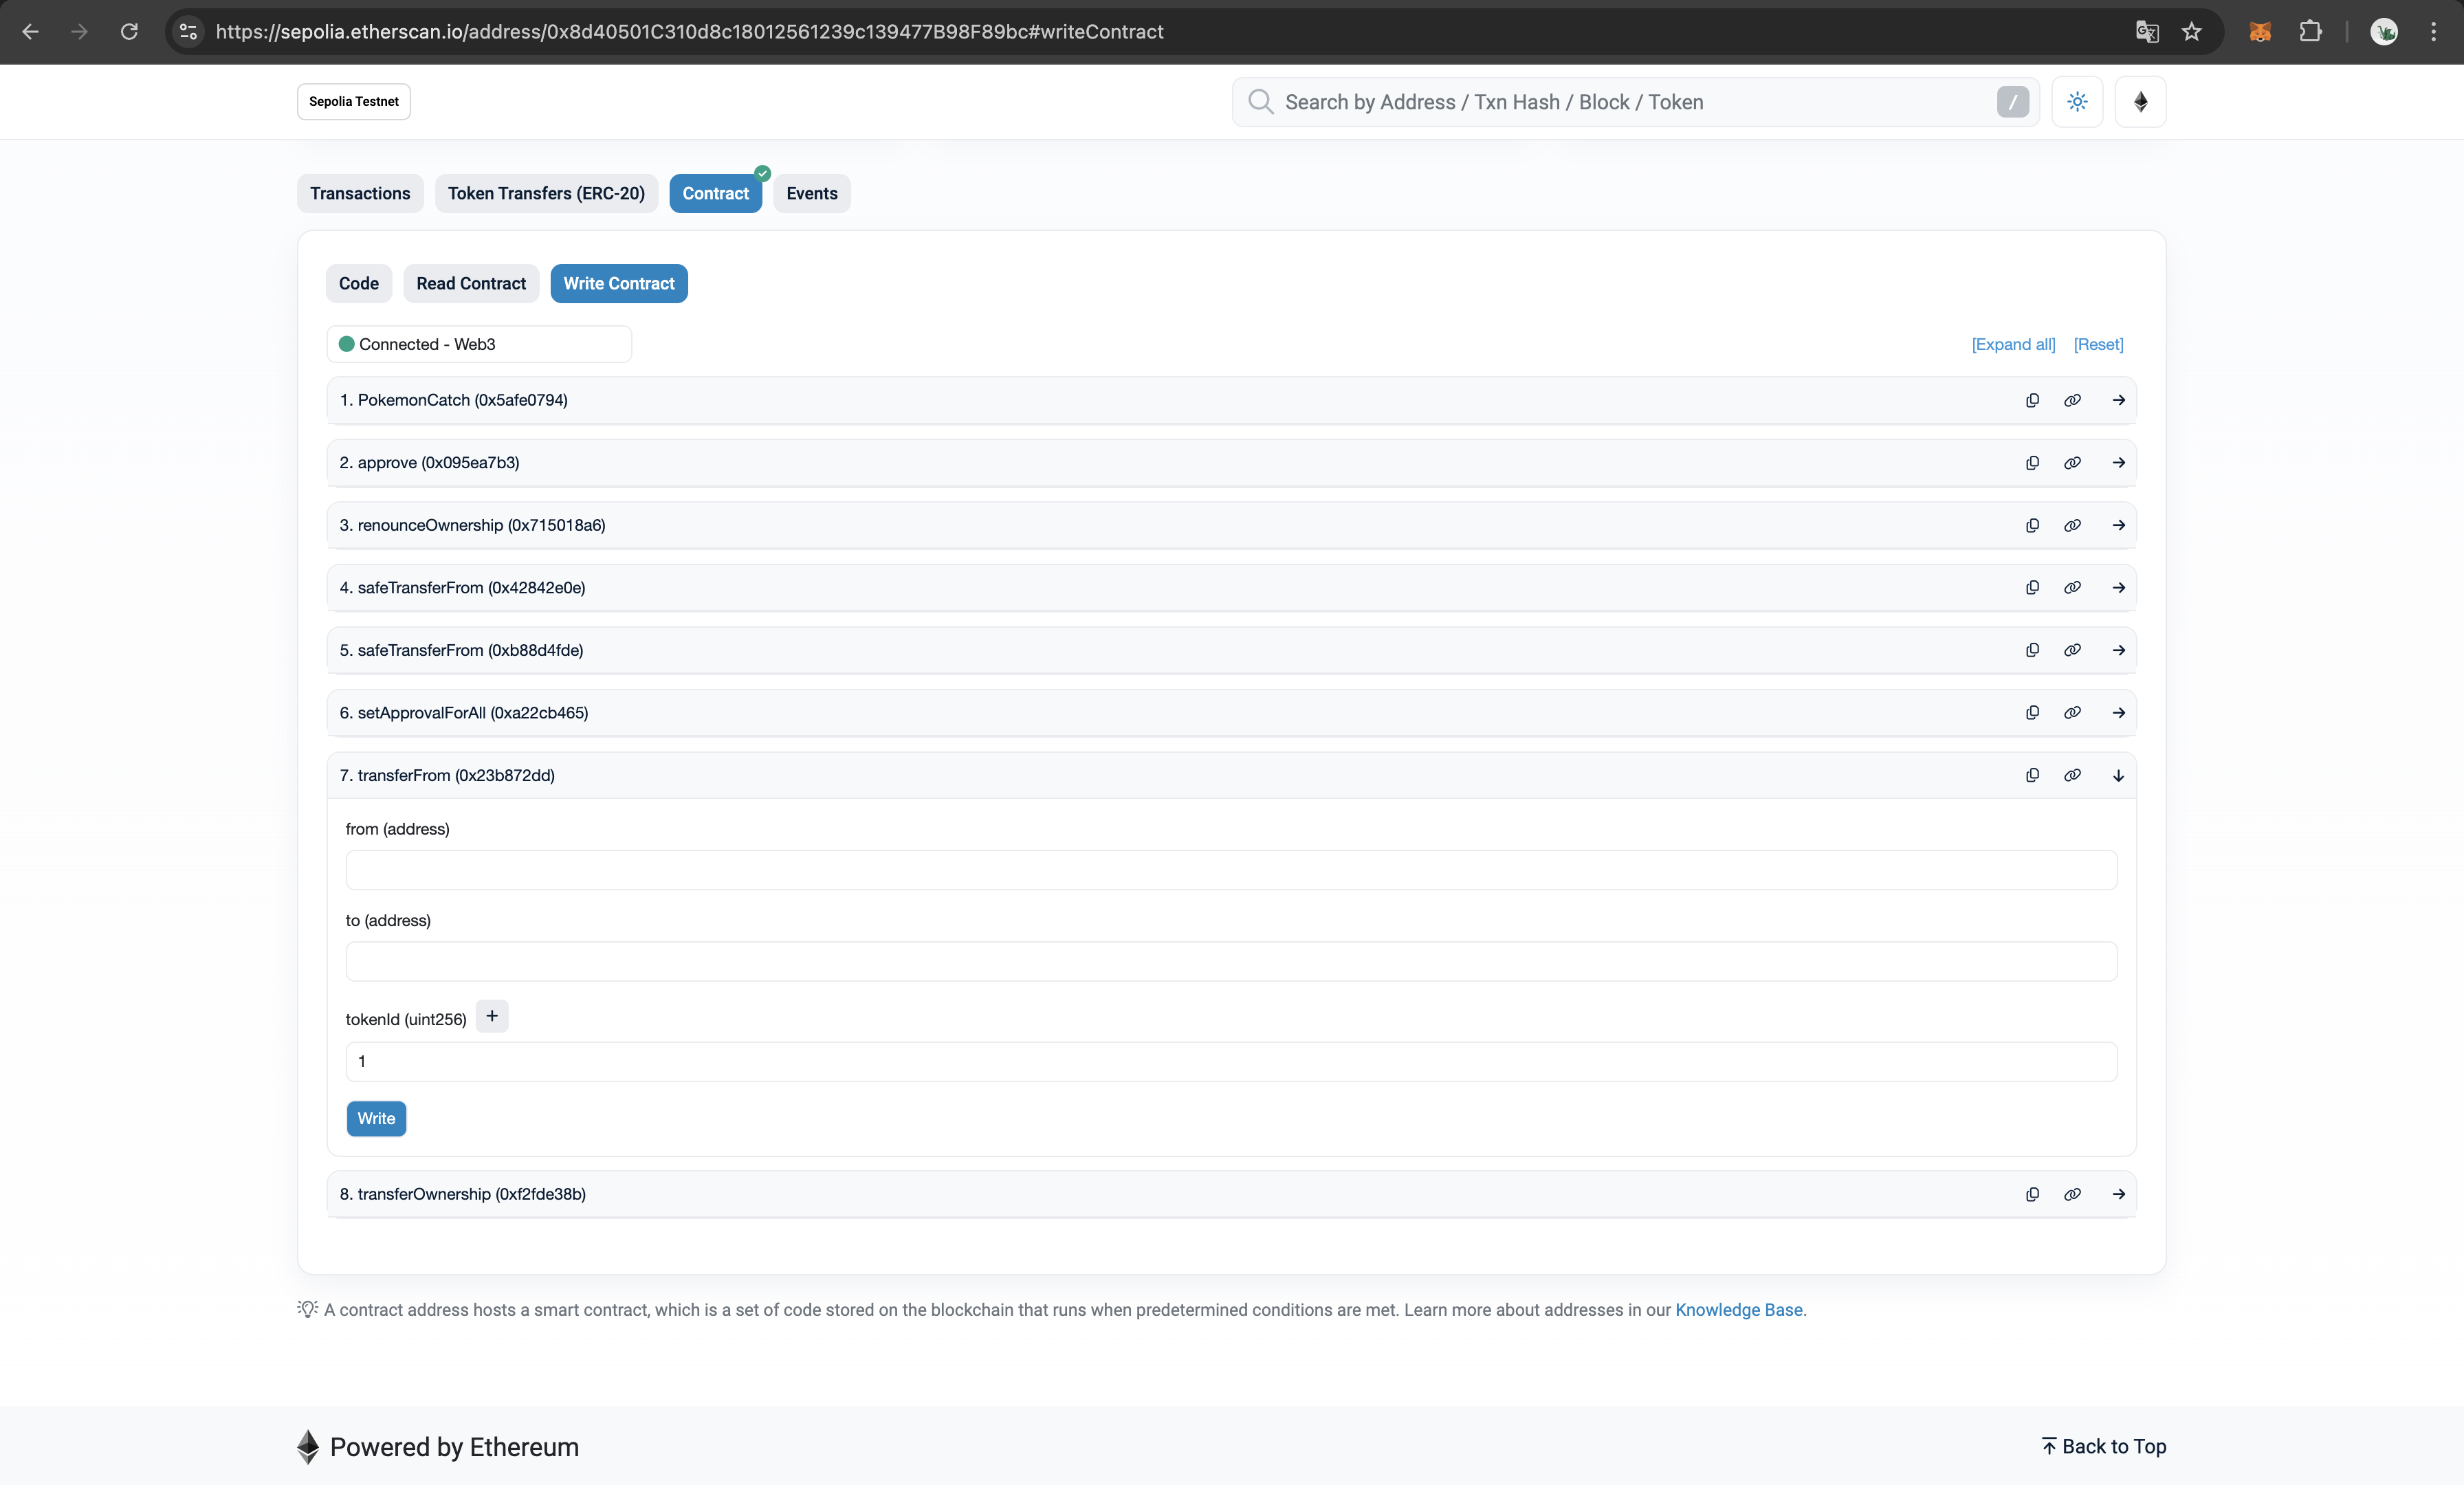 https://sepolia.etherscan.io/address/0x8d40501C310d8c18012561239c139477B98F89bc#writeContract
Sepolia Testnet
Search by Address / Txn Hash / Block / Token
/
Transactions
Token Transfers (ERC-20)
Contract
Events
Code
Read Contract
Write Contract
Connected - Web3
[Expand all]
[Reset]
1. PokemonCatch (0x5afe0794)
2. approve (0x095ea7b3)
3. renounceOwnership (0x715018a6)
4. safeTransferFrom (0x42842e0e)
5. safeTransferFrom (0xb88d4fde)
6. setApprovalForAll (0xa22cb465)
7. transferFrom (0x23b872dd)
from (address)
to (address)
tokenId (uint256)
+
1
Write
8. transferOwnership (0xf2fde38b)
A contract address hosts a smart contract, which is a set of code stored on the blockchain that runs when predetermined conditions are met. Learn more about addresses in our Knowledge Base.
Powered by Ethereum
Back to Top